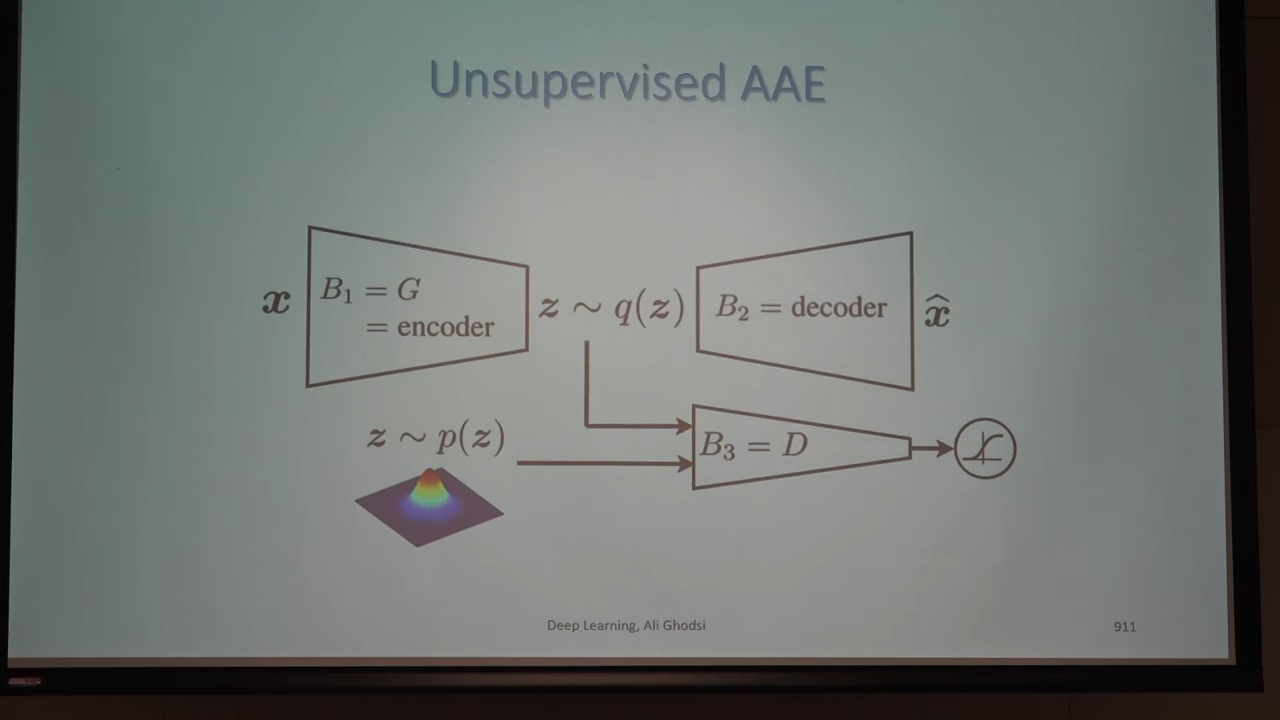 Unsupervised AAE
x
B₁ = G
= encoder
z ~ q(z)
B₂ = decoder
x̂
z ~ p(z)
B₃ = D
Deep Learning, Ali Ghodsi
911